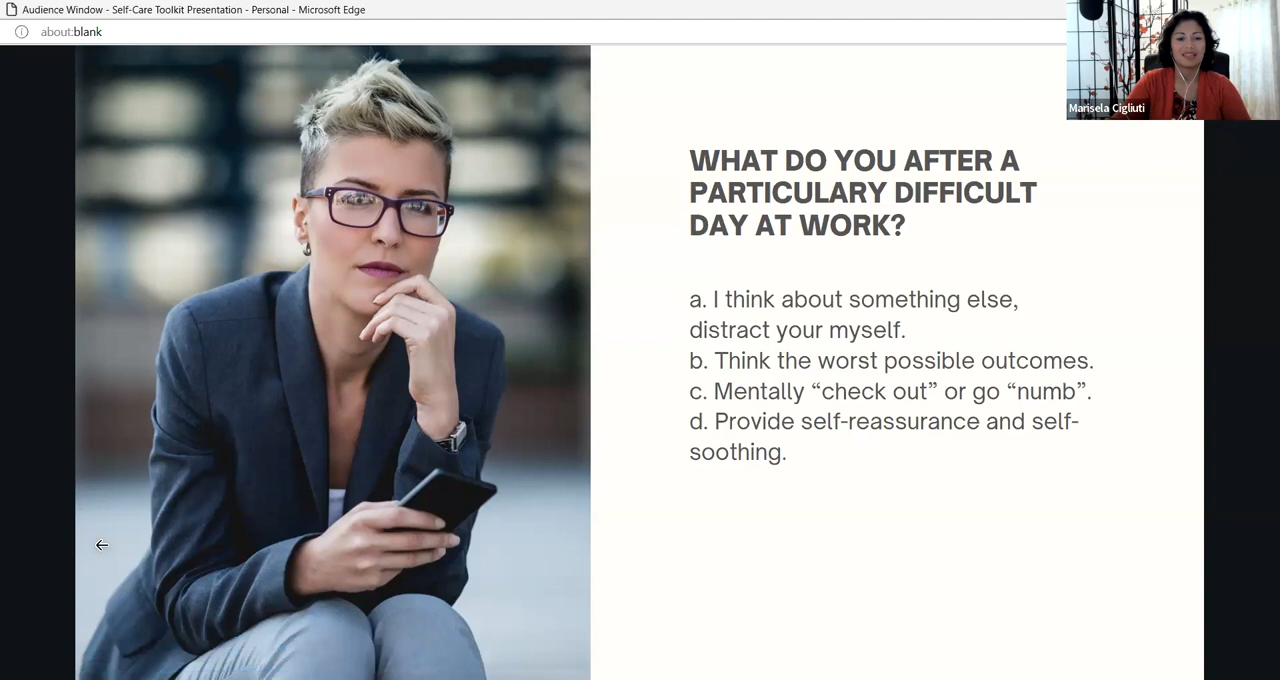 Audience Window - Self-Care Toolkit Presentation - Personal - Microsoft Edge
about:blank
Marisela Cigliuti
WHAT DO YOU AFTER A
PARTICULARY DIFFICULT
DAY AT WORK?
a. I think about something else,
distract your myself.
b. Think the worst possible outcomes.
c. Mentally “check out” or go “numb”.
d. Provide self-reassurance and self-
soothing.